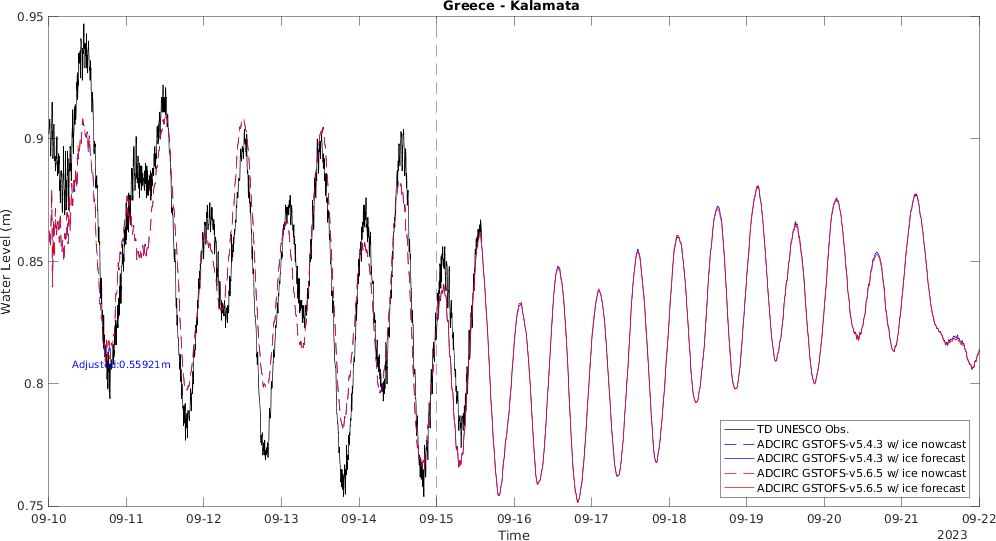 Greece - Kalamata
0.95
0.9
0.85
0.8
0.75
Water Level (m)
Adjusted:0.55921m
TD UNESCO Obs.
ADCIRC GSTOFS-v5.4.3 w/ ice nowcast
ADCIRC GSTOFS-v5.4.3 w/ ice forecast
ADCIRC GSTOFS-v5.6.5 w/ ice nowcast
ADCIRC GSTOFS-v5.6.5 w/ ice forecast
09-10 09-11 09-12 09-13 09-14 09-15 09-16 09-17 09-18 09-19 09-20 09-21 09-22
Time
2023